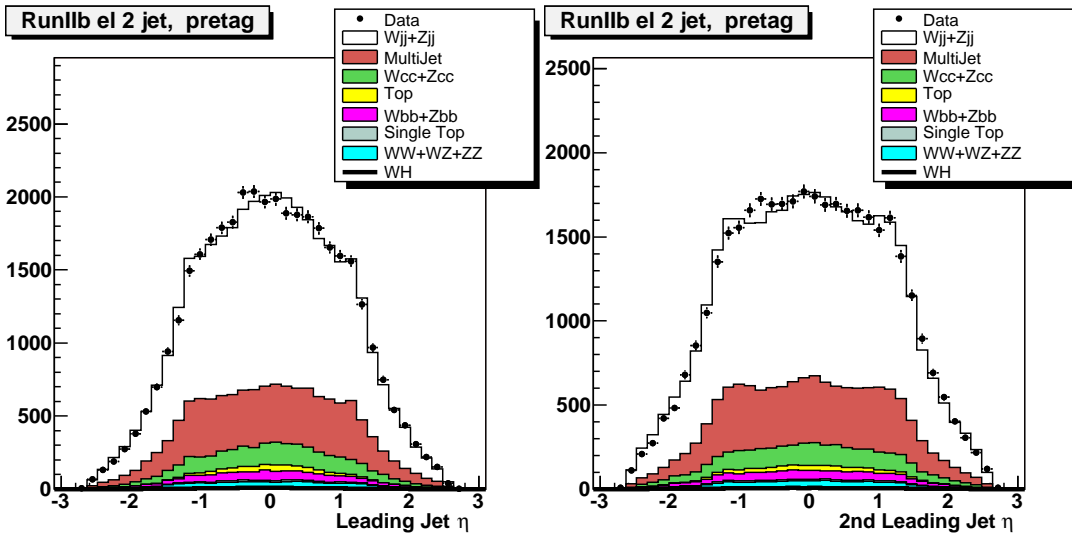 RunIIb el 2 jet, pretag
Data
Wjj+Zjj
MultiJet
Wcc+Zcc
Top
Wbb+Zbb
Single Top
WW+WZ+ZZ
WH
2500
2000
1500
1000
500
0
-3 -2 -1 0 1 2 3
Leading Jet η
RunIIb el 2 jet, pretag
Data
Wjj+Zjj
MultiJet
Wcc+Zcc
Top
Wbb+Zbb
Single Top
WW+WZ+ZZ
WH
2500
2000
1500
1000
500
0
-3 -2 -1 0 1 2 3
2nd Leading Jet η